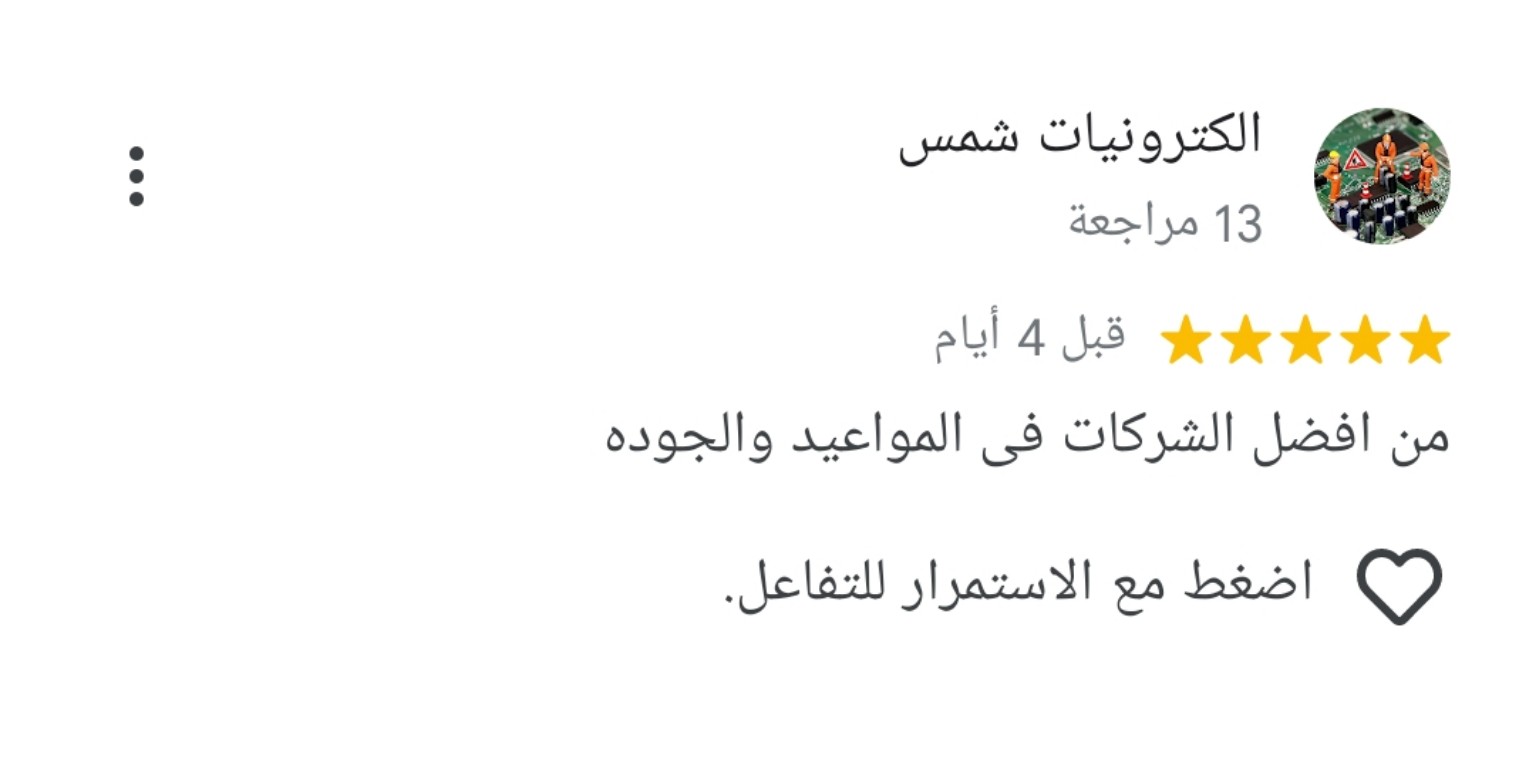 الكترونيات شمس
13 مراجعة
قبل 4 أيام
من افضل الشركات فى المواعيد والجوده
اضغط مع الاستمرار للتفاعل.